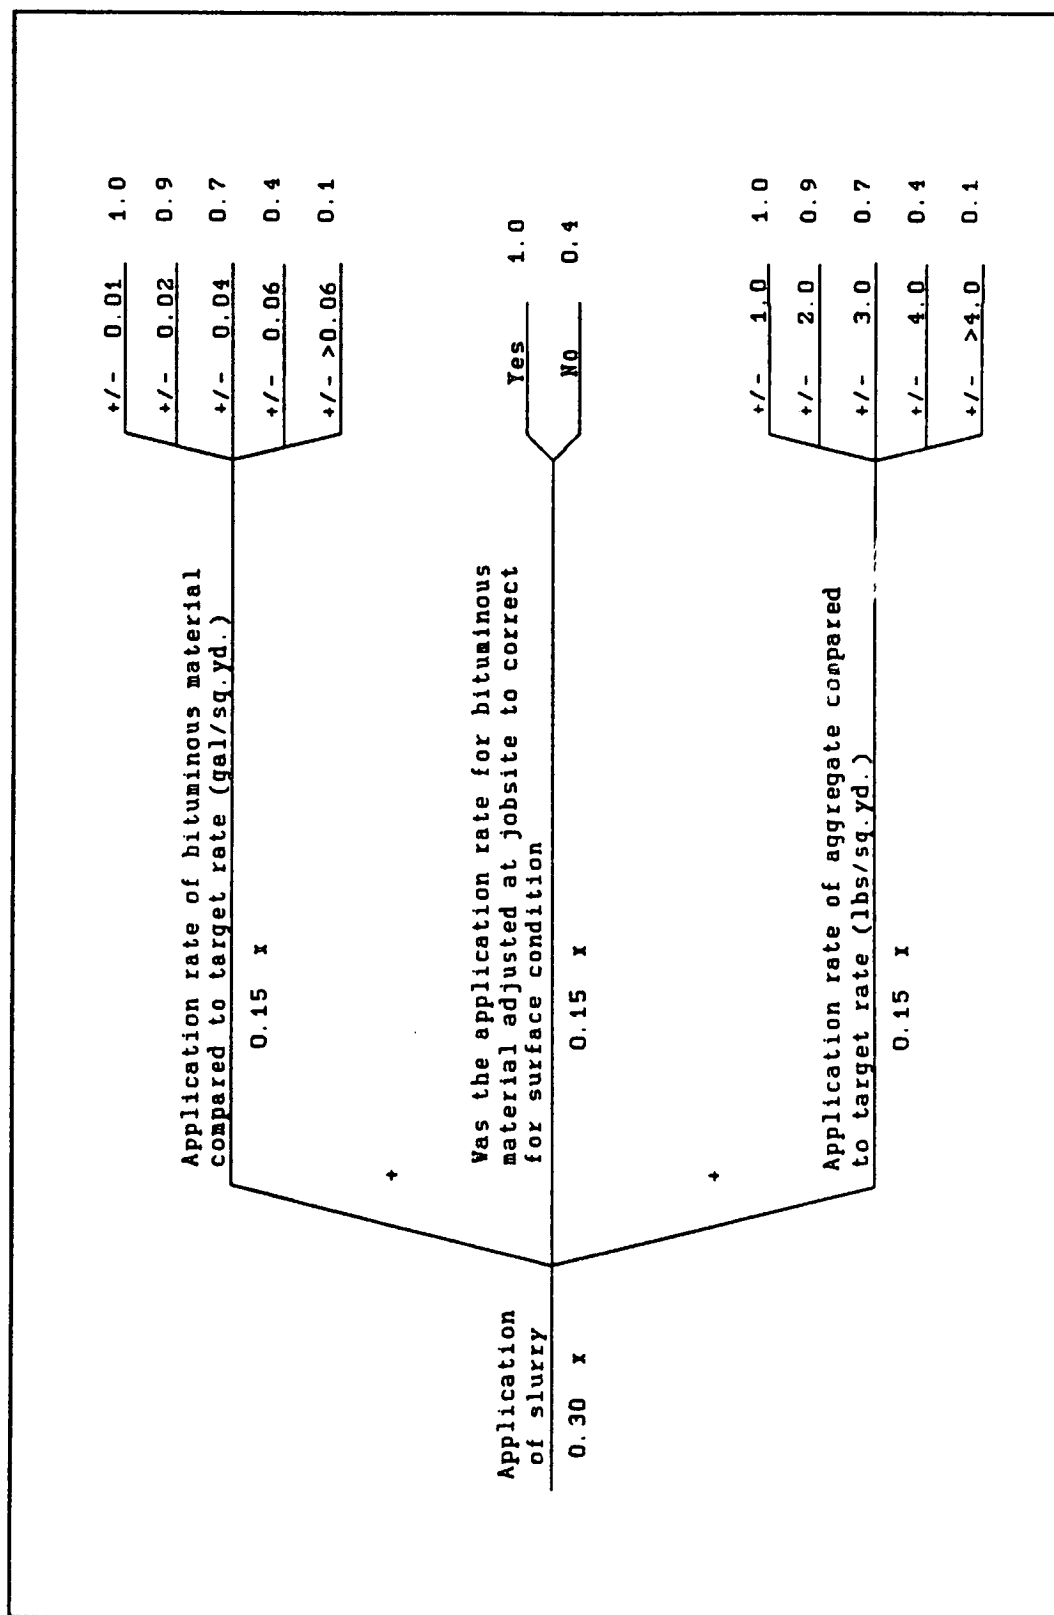 Application
of slurry
0.30 x
Application rate of bituminous material
compared to target rate (gal/sq.yd.)
0.15 x
+/- 0.01 1.0
+/- 0.02 0.9
+/- 0.04 0.7
+/- 0.06 0.4
+/- >0.06 0.1
+
Was the application rate for bituminous
material adjusted at jobsite to correct
for surface condition
0.15 x
Yes 1.0
No 0.4
+
Application rate of aggregate compared
to target rate (lbs/sq.yd.)
0.15 x
+/- 1.0 1.0
+/- 2.0 0.9
+/- 3.0 0.7
+/- 4.0 0.4
+/- >4.0 0.1